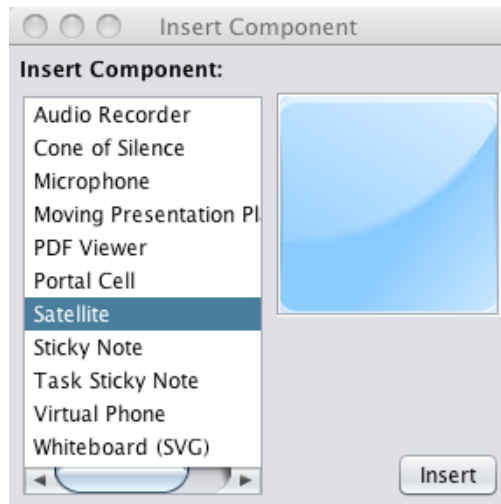 Insert Component
Insert Component:
Audio Recorder
Cone of Silence
Microphone
Moving Presentation Pl
PDF Viewer
Portal Cell
Satellite
Sticky Note
Task Sticky Note
Virtual Phone
Whiteboard (SVG)
Insert